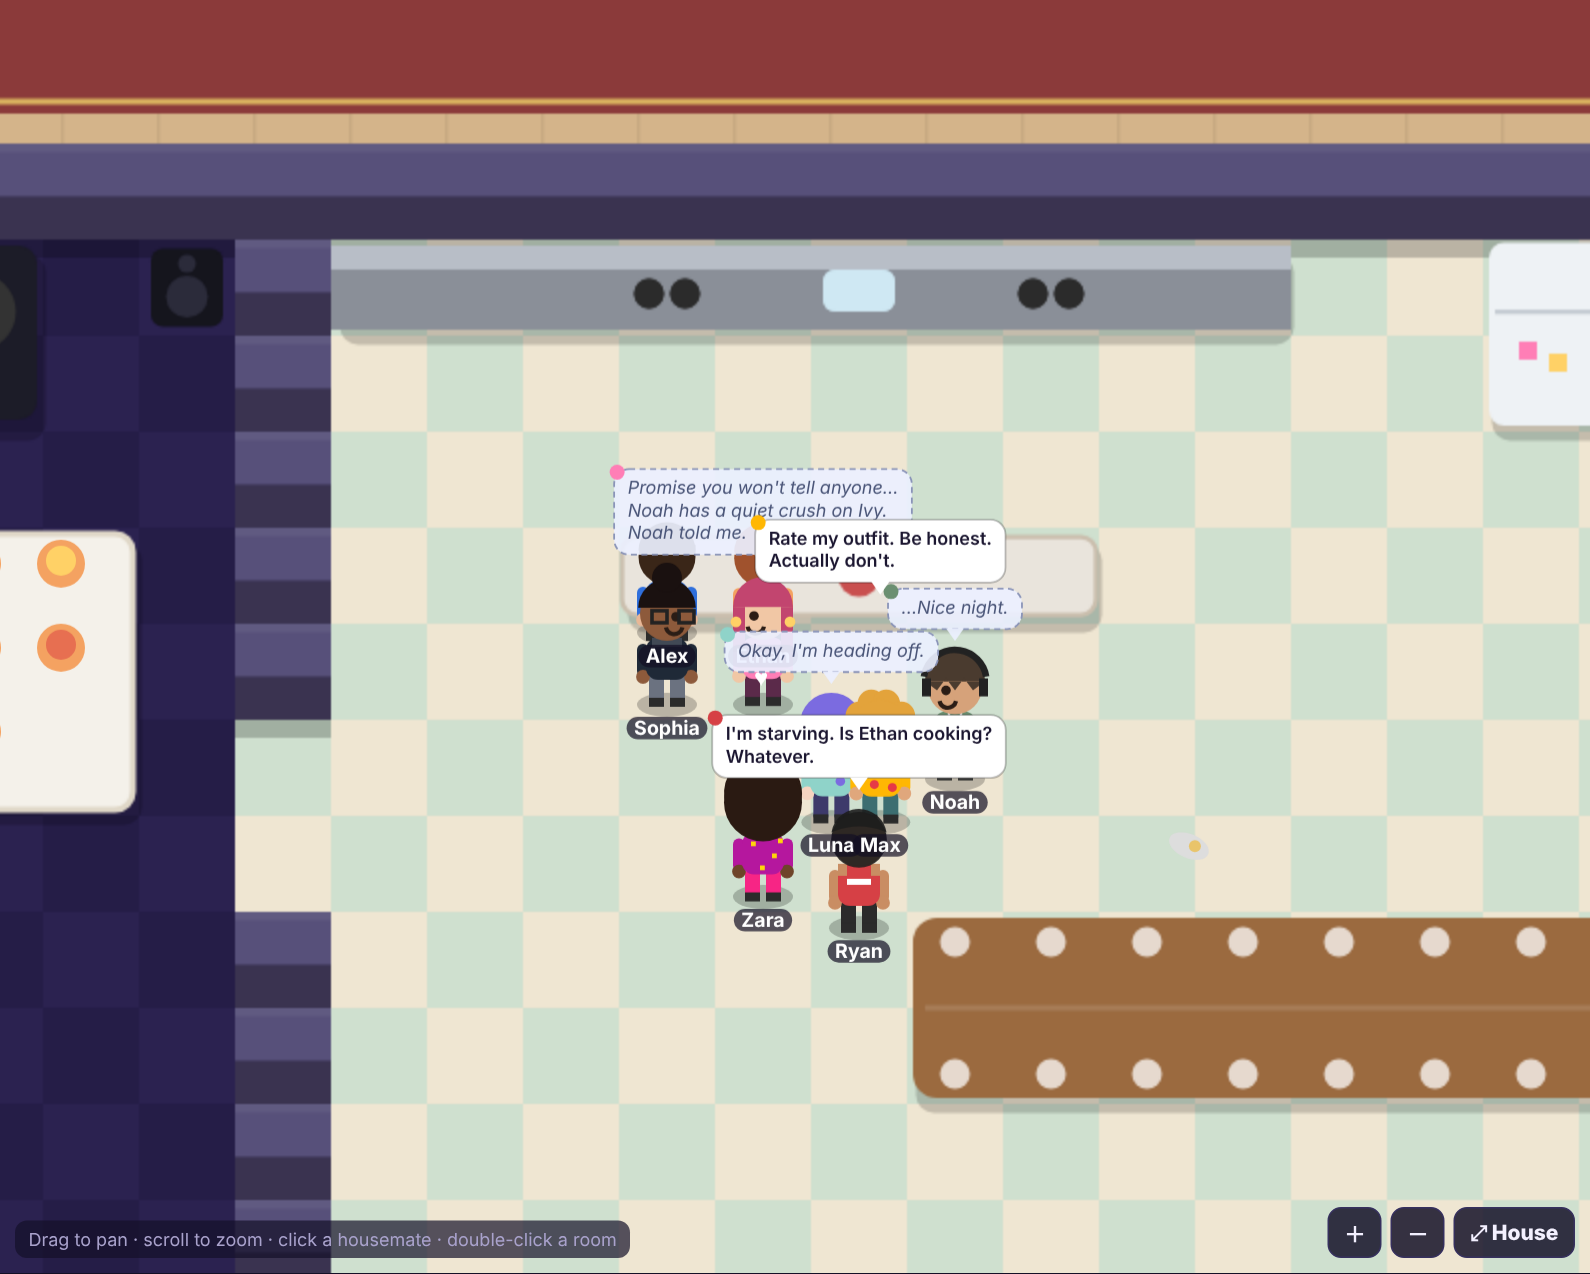 Promise you won't tell anyone...
Noah has a quiet crush on Ivy.
Noah told me.
Rate my outfit. Be honest.
Actually don't.
...Nice night.
Okay, I'm heading off.
Alex
Sophia
I'm starving. Is Ethan cooking?
Whatever.
Noah
Luna Max
Zara
Ryan
Drag to pan · scroll to zoom · click a housemate · double-click a room
+
−
⤢ House